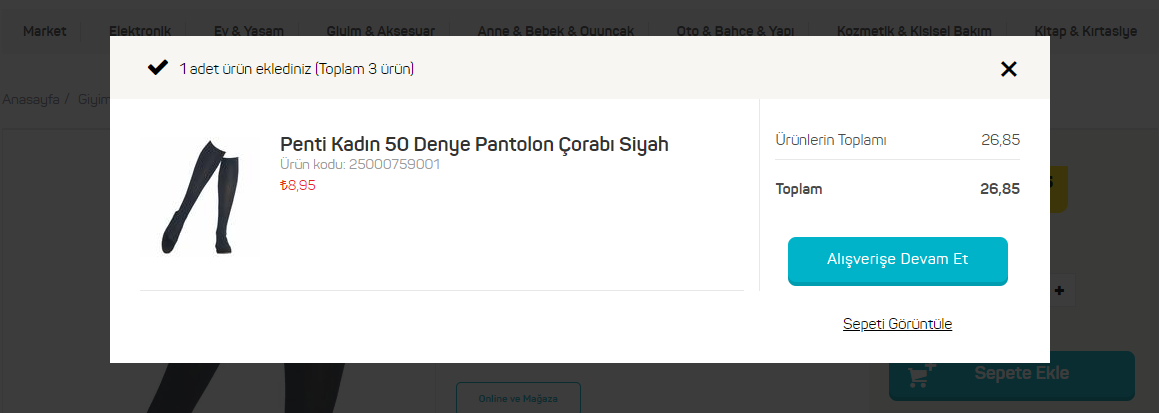 Market
Elektronik
Ev & Yaşam
Giyim & Aksesuar
Anne & Bebek & Oyuncak
Oto & Bahçe & Yapı
Kozmetik & Kişisel Bakım
Kitap & Kırtasiye
Anasayfa / Giyim
1 adet ürün eklediniz (Toplam 3 ürün)
Penti Kadın 50 Denye Pantolon Çorabı Siyah
Ürün kodu: 25000759001
₺8,95
Ürünlerin Toplamı 26,85
Toplam 26,85
Alışverişe Devam Et
Sepeti Görüntüle
Sepete Ekle
Online ve Mağaza